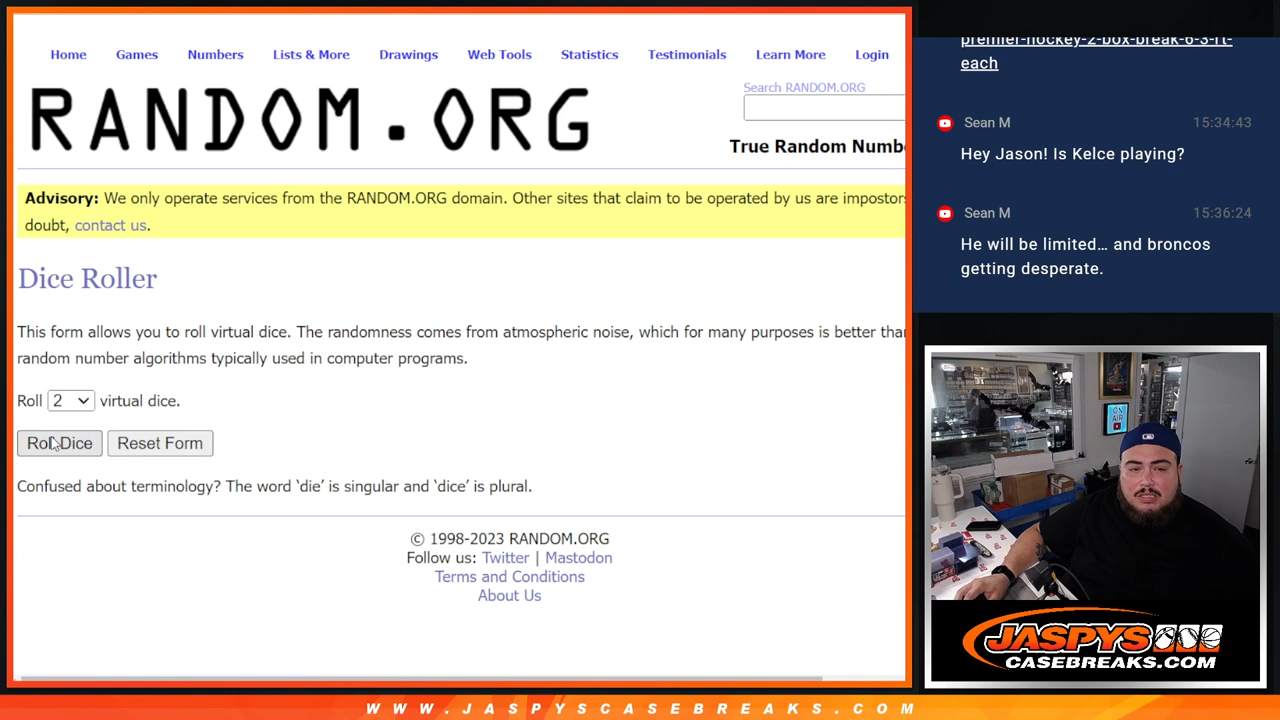 Home Games Numbers Lists & More Drawings Web Tools Statistics Testimonials Learn More Login
RANDOM.ORG
Search RANDOM.ORG
True Random Numb
Advisory: We only operate services from the RANDOM.ORG domain. Other sites that claim to be operated by us are impostors
doubt, contact us.
Dice Roller
This form allows you to roll virtual dice. The randomness comes from atmospheric noise, which for many purposes is better than
random number algorithms typically used in computer programs.
Roll 2 virtual dice.
Roll Dice Reset Form
Confused about terminology? The word ‘die’ is singular and ‘dice’ is plural.
© 1998-2023 RANDOM.ORG
Follow us: Twitter | Mastodon
Terms and Conditions
About Us
premier-hockey-2-box-break-6-3-rt-
each
Sean M 15:34:43
Hey Jason! Is Kelce playing?
Sean M 15:36:24
He will be limited… and broncos
getting desperate.
ON
AIR
JASPYS
CASEBREAKS.COM
WWW.JASPYSCASEBREAKS.COM